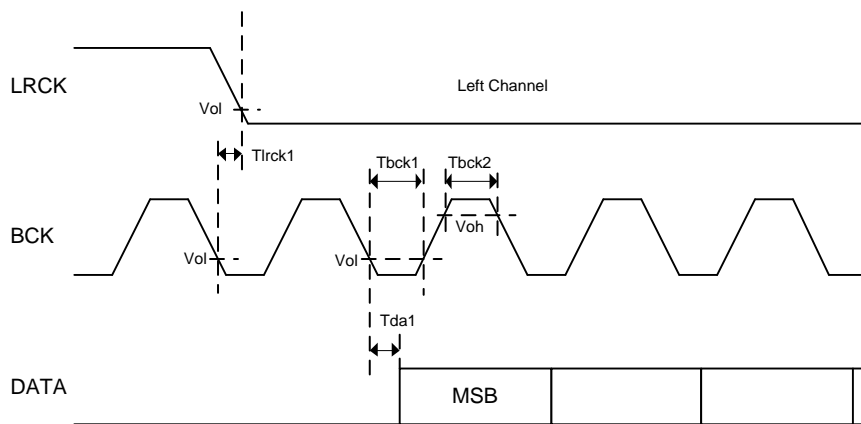 LRCK
Left Channel
Vol
Tlrck1
Tbck1
Tbck2
BCK
Voh
Vol
Vol
Tda1
DATA
MSB